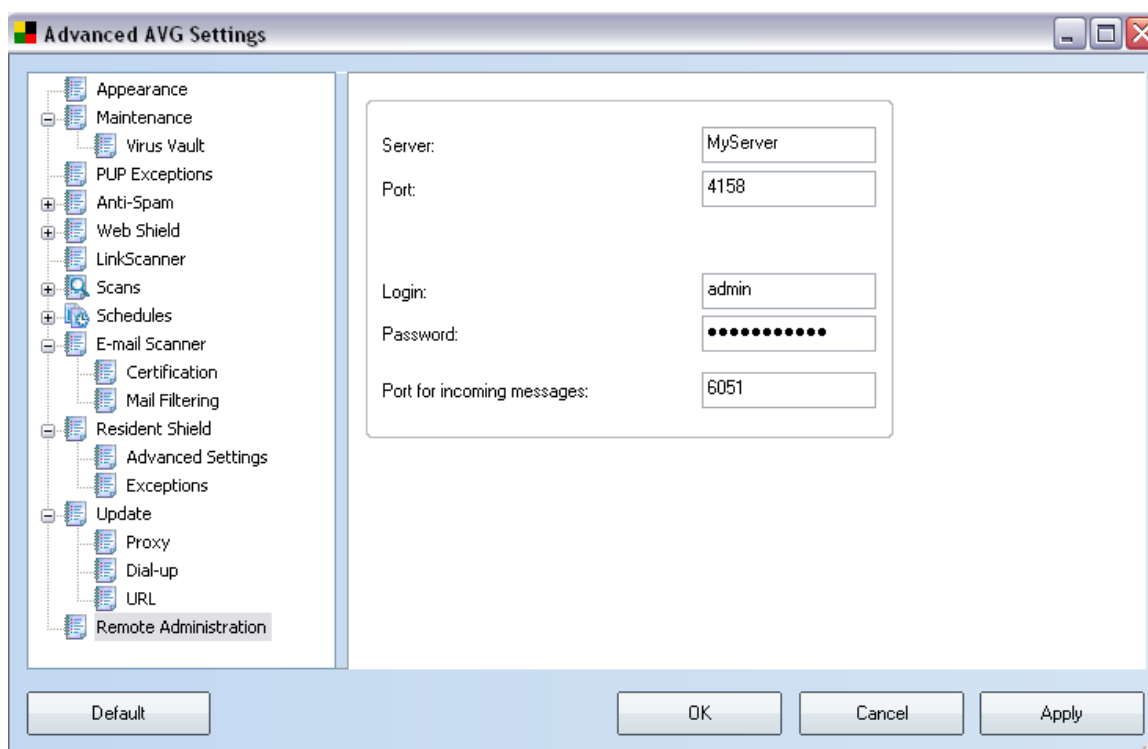 Advanced AVG Settings
Appearance
Maintenance
Virus Vault
PUP Exceptions
Anti-Spam
Web Shield
LinkScanner
Scans
Schedules
E-mail Scanner
Certification
Mail Filtering
Resident Shield
Advanced Settings
Exceptions
Update
Proxy
Dial-up
URL
Remote Administration
Server: MyServer
Port: 4158
Login: admin
Password: ●●●●●●●●●●●
Port for incoming messages: 6051
Default OK Cancel Apply